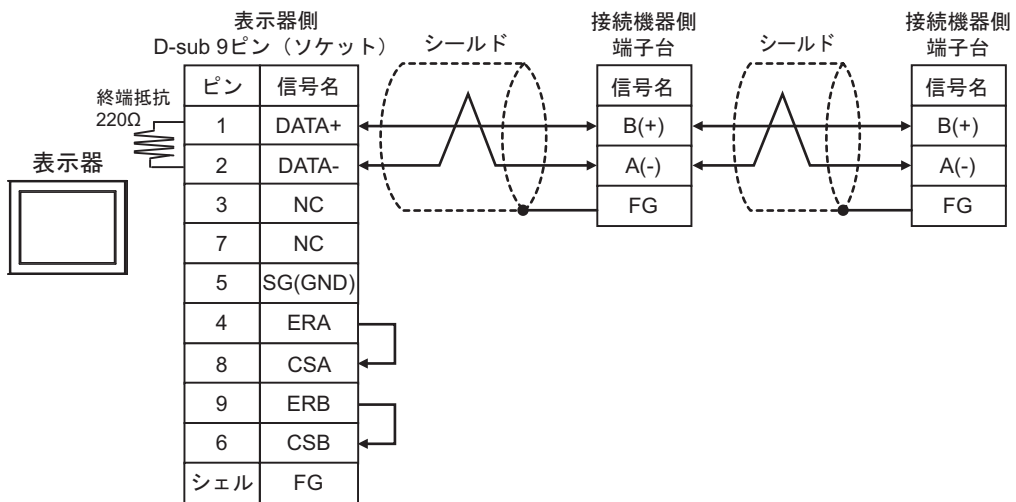 表示器側
D-sub 9ピン（ソケット）
シールド
接続機器側
端子台
シールド
接続機器側
端子台
終端抵抗
220Ω
表示器
ピン 信号名
1 DATA+
2 DATA-
3 NC
7 NC
5 SG(GND)
4 ERA
8 CSA
9 ERB
6 CSB
シェル FG
信号名
B(+)
A(-)
FG
信号名
B(+)
A(-)
FG